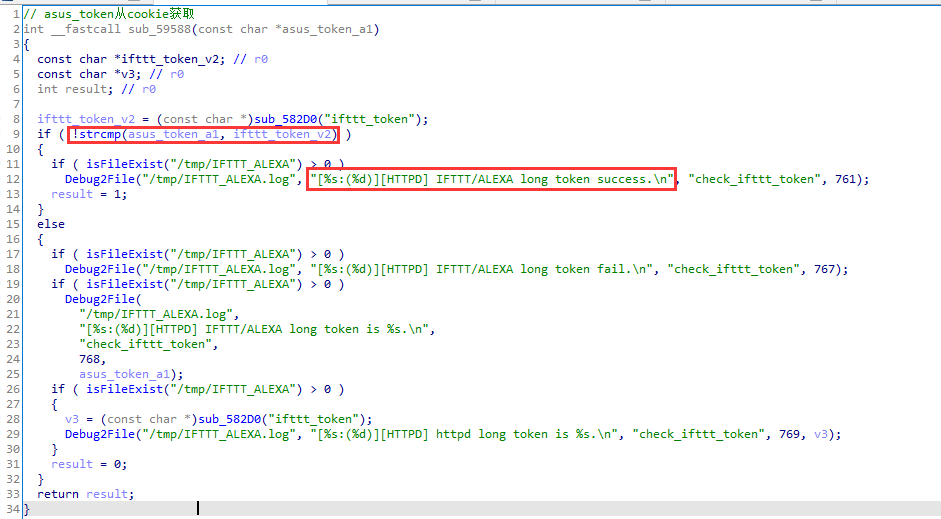 1 // asus_token从cookie获取
2 int __fastcall sub_59588(const char *asus_token_a1)
3 {
4 const char *ifttt_token_v2; // r0
5 const char *v3; // r0
6 int result; // r0
7
8 ifttt_token_v2 = (const char *)sub_582D0("ifttt_token");
9 if ( !strcmp(asus_token_a1, ifttt_token_v2) )
10 {
11 if ( isFileExist("/tmp/IFTTT_ALEXA") > 0 )
12 Debug2File("/tmp/IFTTT_ALEXA.log", "[%s:(%d)][HTTPD] IFTTT/ALEXA long token success.\n", "check_ifttt_token", 761);
13 result = 1;
14 }
15 else
16 {
17 if ( isFileExist("/tmp/IFTTT_ALEXA") > 0 )
18 Debug2File("/tmp/IFTTT_ALEXA.log", "[%s:(%d)][HTTPD] IFTTT/ALEXA long token fail.\n", "check_ifttt_token", 767);
19 if ( isFileExist("/tmp/IFTTT_ALEXA") > 0 )
20 Debug2File(
21 "/tmp/IFTTT_ALEXA.log",
22 "[%s:(%d)][HTTPD] IFTTT/ALEXA long token is %s.\n",
23 "check_ifttt_token",
24 768,
25 asus_token_a1);
26 if ( isFileExist("/tmp/IFTTT_ALEXA") > 0 )
27 {
28 v3 = (const char *)sub_582D0("ifttt_token");
29 Debug2File("/tmp/IFTTT_ALEXA.log", "[%s:(%d)][HTTPD] httpd long token is %s.\n", "check_ifttt_token", 769, v3);
30 }
31 result = 0;
32 }
33 return result;
34 }